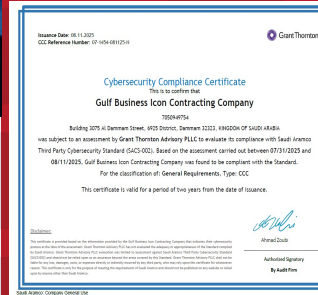 Issuance Date: 08.11.2025
CCC Reference Number: 07-1454-081125-N
Grant Thornton
Cybersecurity Compliance Certificate
This is to confirm that
Gulf Business Icon Contracting Company
7050949754
Building 3075 Al Dammam Street, 6925 District, Dammam 32323, KINGDOM OF SAUDI ARABIA
was subject to an assessment by Grant Thornton Advisory PLLC to evaluate its compliance with Saudi Aramco
Third Party Cybersecurity Standard (SACS-002). Based on the assessment carried out between 07/31/2025 and
08/11/2025, Gulf Business Icon Contracting Company was found to be compliant with the Standard.
For the classification of: General Requirements, Type: CCC
This certificate is valid for a period of two years from the date of issuance.
Disclaimer:
Ahmad Zoubi
Authorised Signatory
By Audit Firm
Saudi Aramco: Company General Use